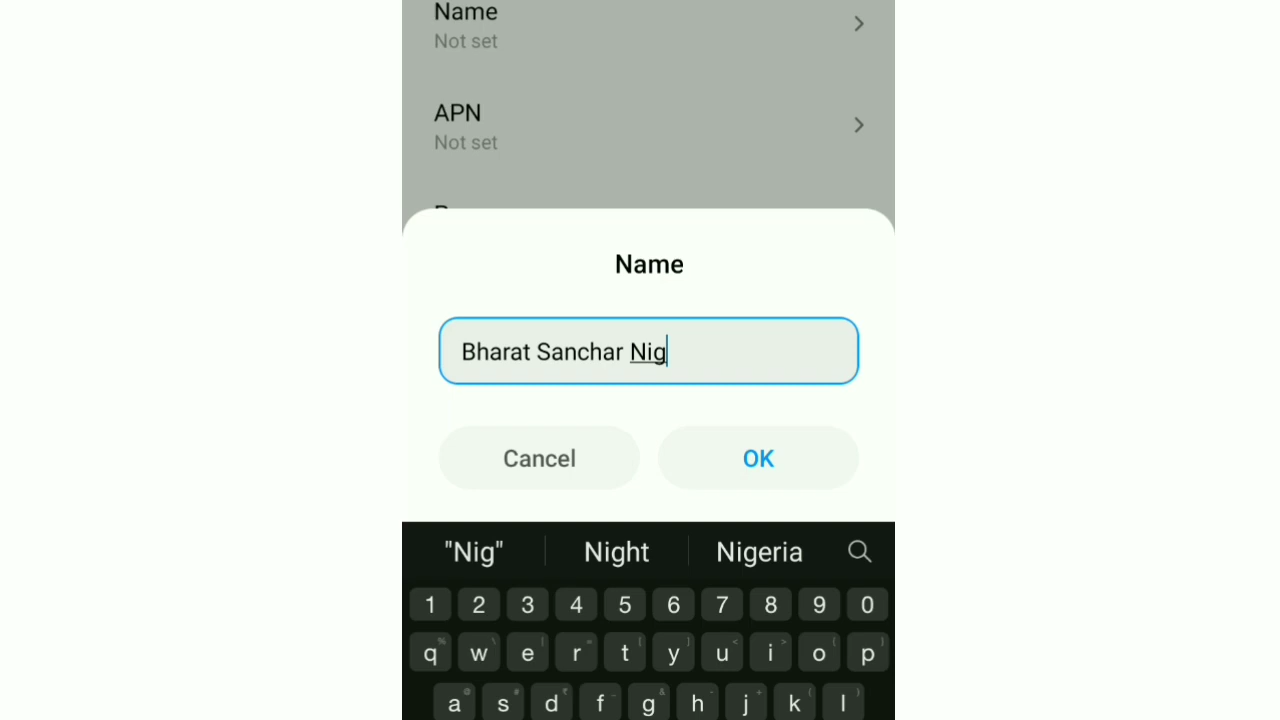 Name
Not set
APN
Not set
Name
Bharat Sanchar Nig
Cancel OK
"Nig" Night Nigeria
1 2 3 4 5 6 7 8 9 0
q w e r t y u i o p
a s d f g h j k l